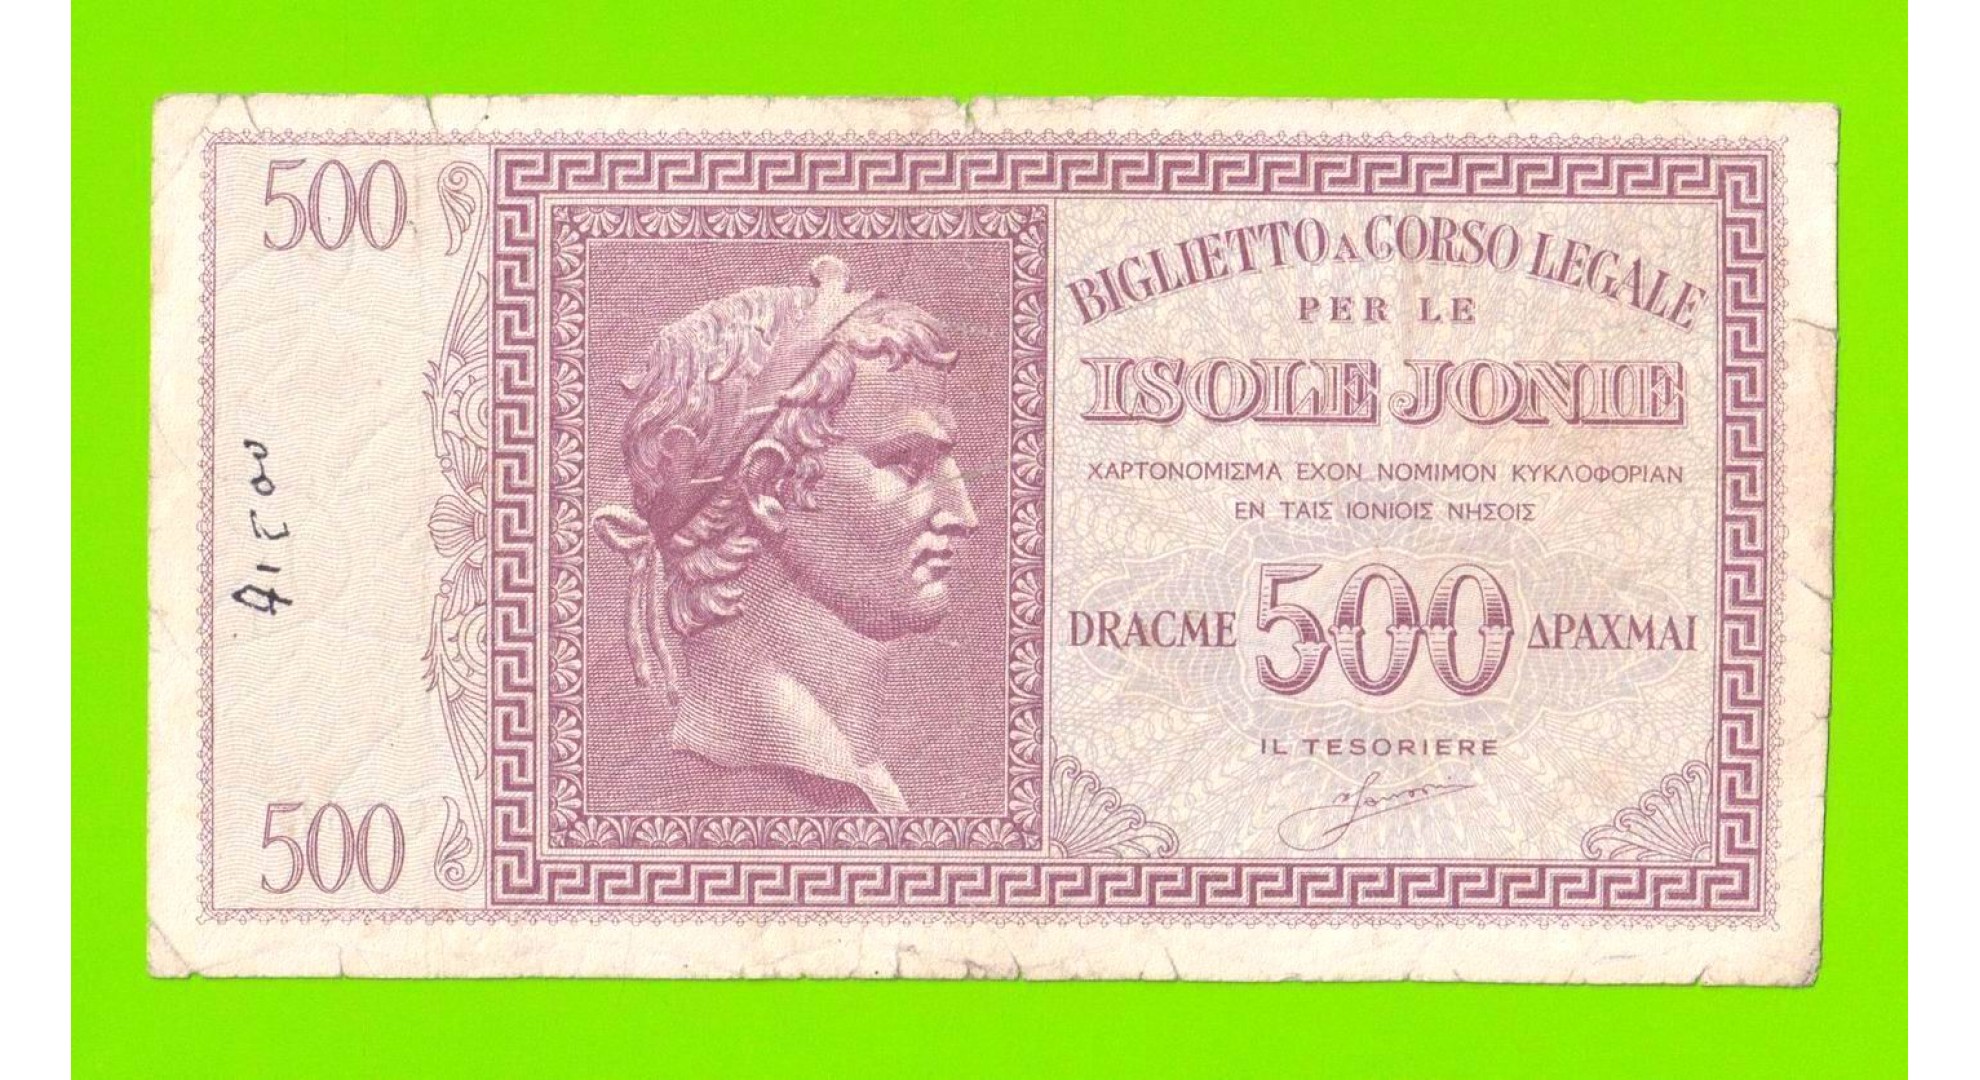 500
500
BIGLIETTO A CORSO LEGALE
PER LE
ISOLE JONIE
ΧΑΡΤΟΝΟΜΙΣΜΑ ΕΧΟΝ ΝΟΜΙΜΟΝ ΚΥΚΛΟΦΟΡΙΑΝ
ΕΝ ΤΑΙΣ ΙΟΝΙΟΙΣ ΝΗΣΟΙΣ
DRACME 500 ΔΡΑΧΜΑΙ
IL TESORIERE